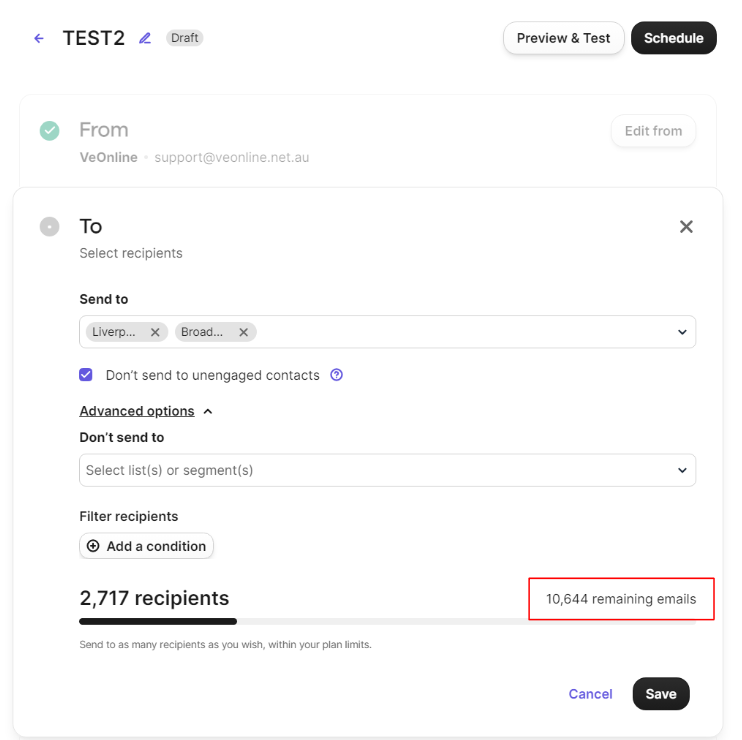 TEST2 Draft Preview & Test Schedule
From Edit from
VeOnline • support@veonline.net.au
To
Select recipients
Send to
Liverp... Broad...
Don't send to unengaged contacts
Advanced options
Don't send to
Select list(s) or segment(s)
Filter recipients
Add a condition
2,717 recipients 10,644 remaining emails
Send to as many recipients as you wish, within your plan limits.
Cancel Save